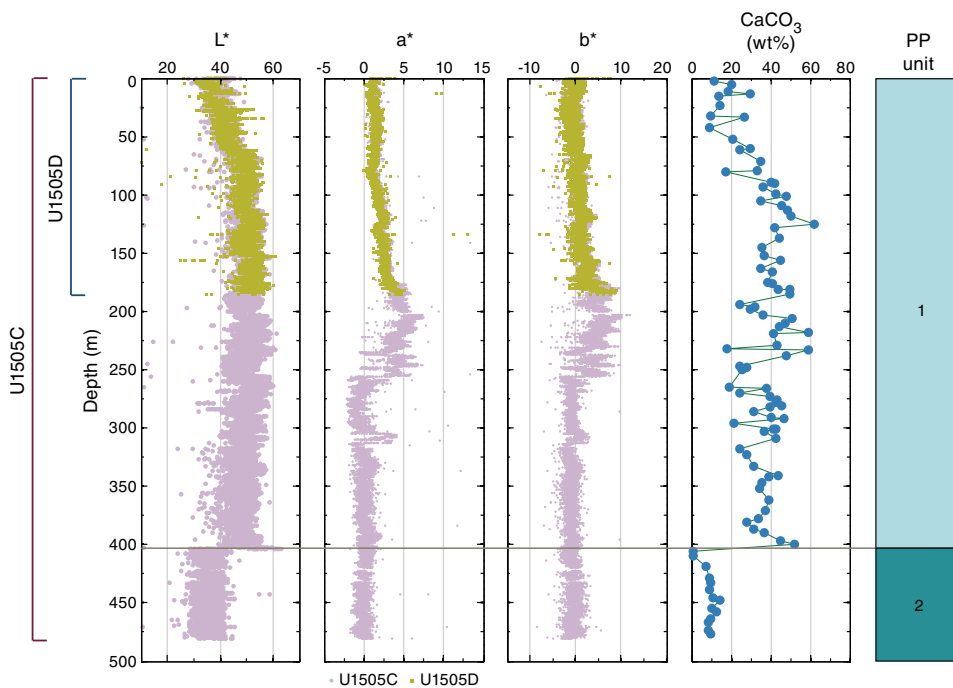 L*
a*
b*
CaCO3
(wt%)
PP
unit
20 40 60
-5 0 5 10 15
-10 0 10 20
0 20 40 60 80
U1505C
U1505D
Depth (m)
0
50
100
150
200
250
300
350
400
450
500
1
2
U1505C U1505D